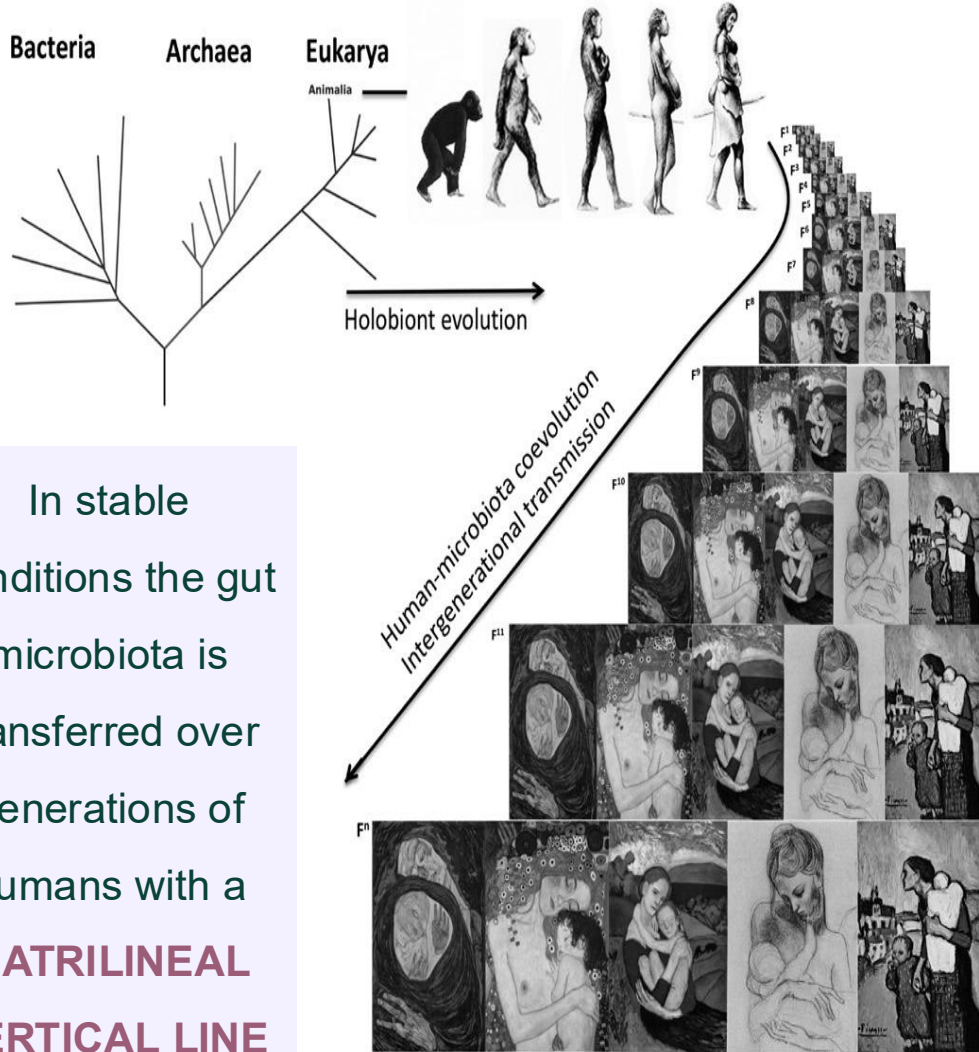 Bacteria
Archaea
Eukarya
Animalia
Holobiont evolution
Human-microbiota coevolution
Intergenerational transmission
F1
F2
F3
F4
F5
F6
F7
F8
F9
F10
F11
Fn
In stable
nditions the gut
microbiota is
ansferred over
enerations of
umans with a
ATRILINEAL
ERTICAL LINE
Picasso